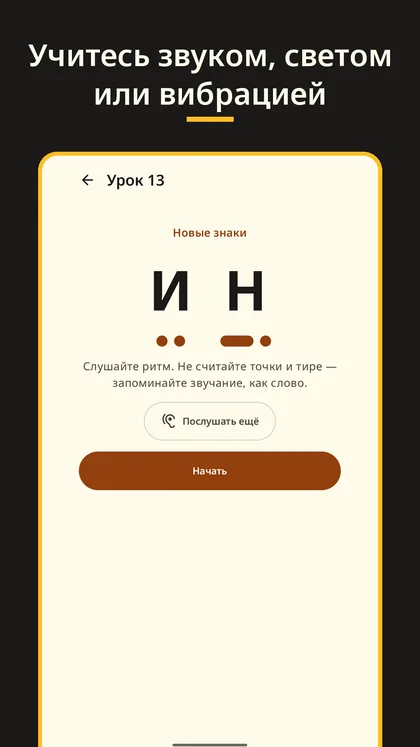 Учитесь звуком, светом
или вибрацией
Урок 13
Новые знаки
И Н
Слушайте ритм. Не считайте точки и тире —
запоминайте звучание, как слово.
Послушать ещё
Начать